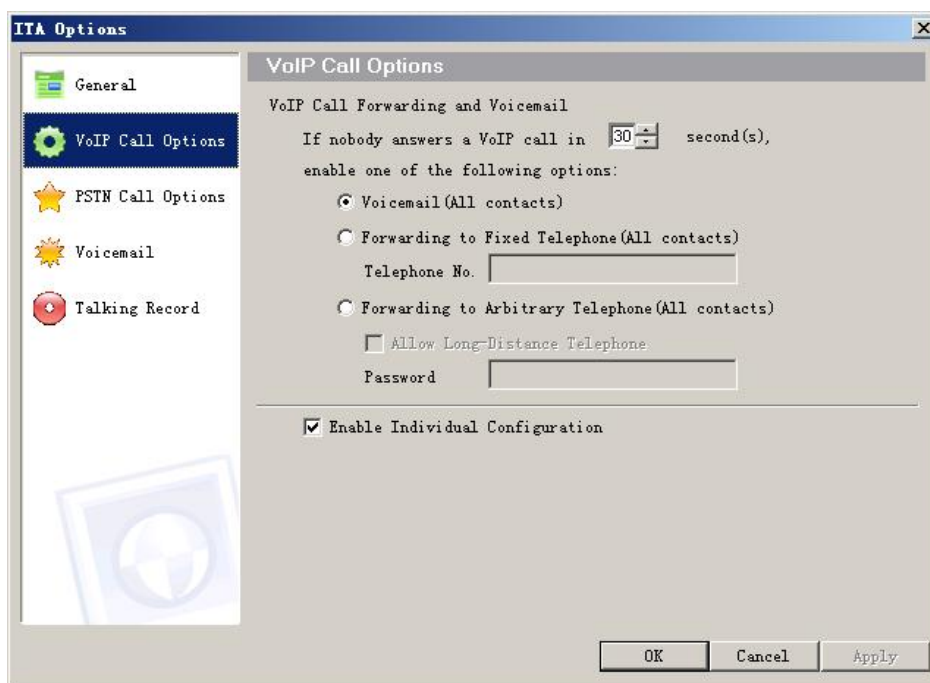 ITA Options
General
VoIP Call Options
PSTN Call Options
Voicemail
Talking Record
VoIP Call Options
VoIP Call Forwarding and Voicemail
If nobody answers a VoIP call in 30 second(s),
enable one of the following options:
Voicemail(All contacts)
Forwarding to Fixed Telephone(All contacts)
Telephone No.
Forwarding to Arbitrary Telephone(All contacts)
Allow Long-Distance Telephone
Password
Enable Individual Configuration
OK Cancel Apply